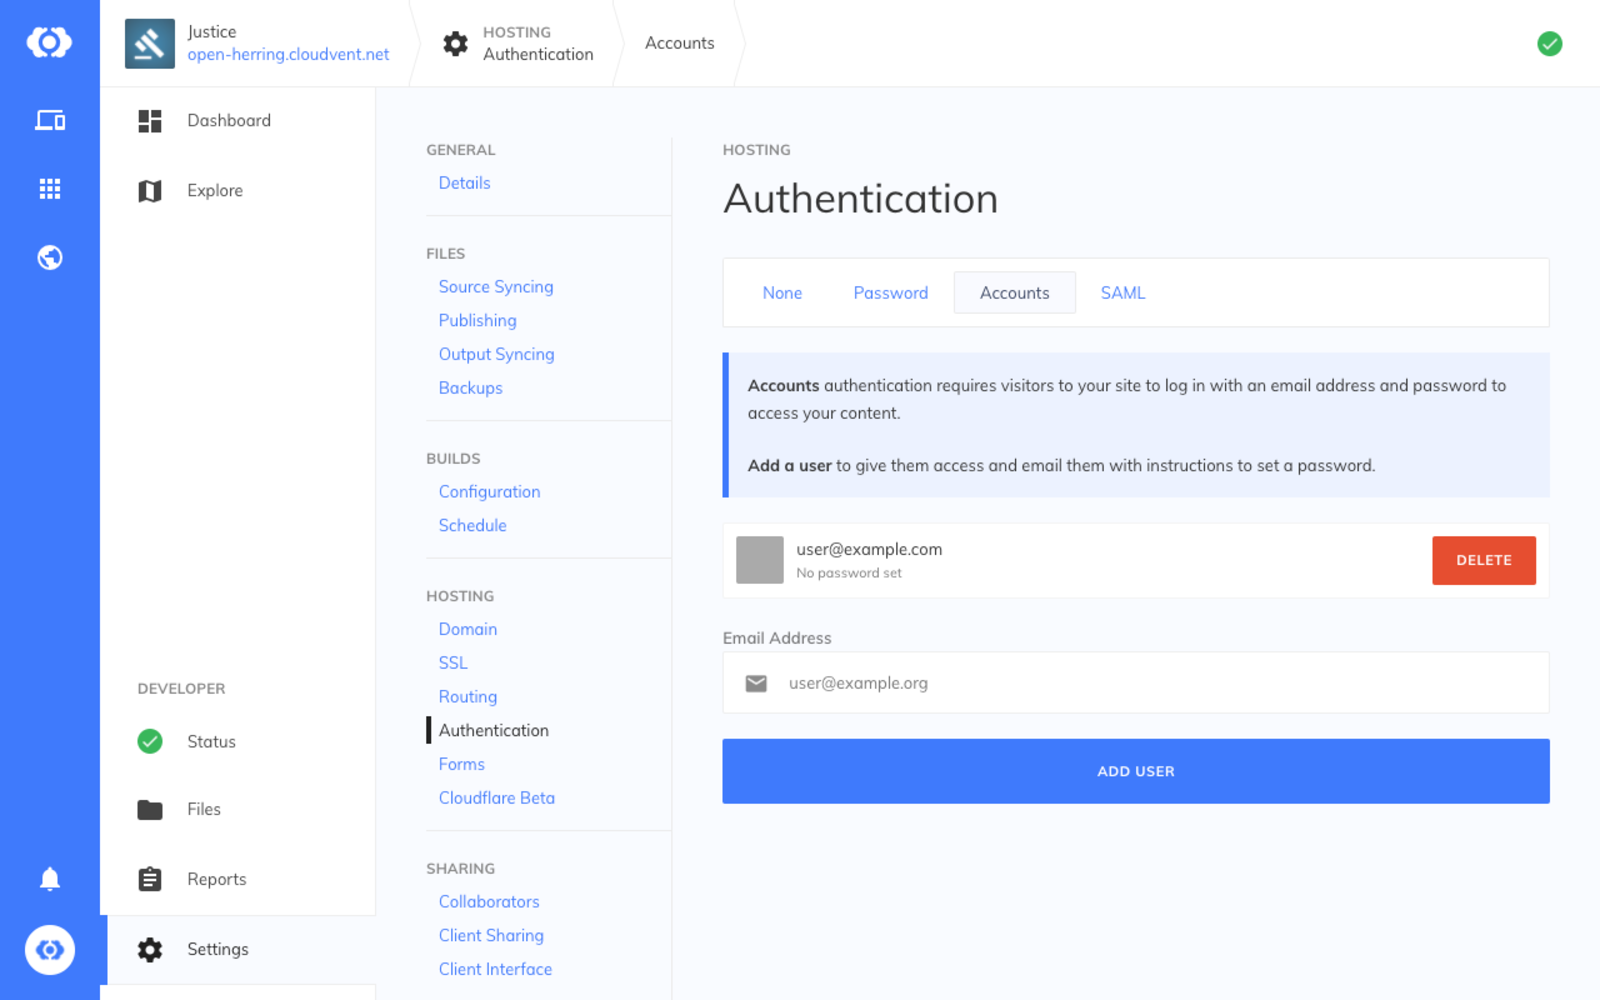 Justice
open-herring.cloudvent.net
HOSTING
Authentication
Accounts
Dashboard
Explore
DEVELOPER
Status
Files
Reports
Settings
GENERAL
Details
FILES
Source Syncing
Publishing
Output Syncing
Backups
BUILDS
Configuration
Schedule
HOSTING
Domain
SSL
Routing
Authentication
Forms
Cloudflare Beta
SHARING
Collaborators
Client Sharing
Client Interface
HOSTING
Authentication
None Password Accounts SAML
Accounts authentication requires visitors to your site to log in with an email address and password to
access your content.
Add a user to give them access and email them with instructions to set a password.
user@example.com
No password set
DELETE
Email Address
user@example.org
ADD USER